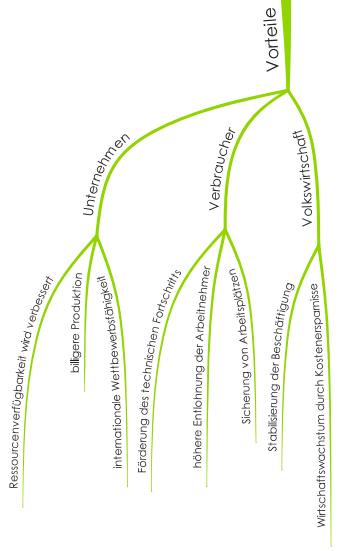 Vorteile
Unternehmen
Ressourcenverfügbarkeit wird verbessert
billigere Produktion
internationale Wettbewerbsfähigkeit
Verbraucher
Förderung des technischen Fortschritts
höhere Entlohnung der Arbeitnehmer
Sicherung von Arbeitsplätzen
Volkswirtschaft
Stabilisierung der Beschäftigung
Wirtschaftswachstum durch Kostenersparnisse